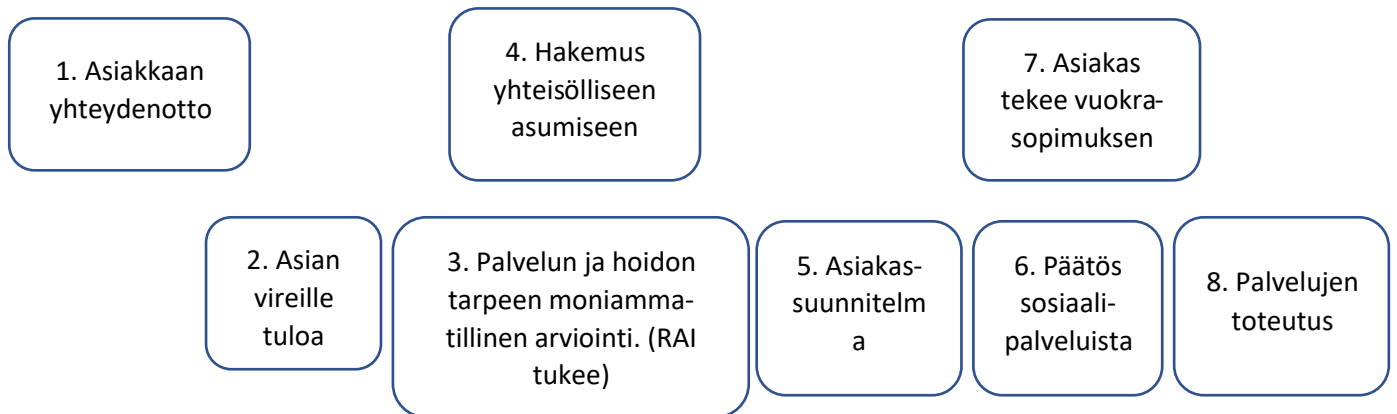 1. Asiakkaan
yhteydenotto
2. Asian
vireille
tuloa
3. Palvelun ja hoidon
tarpeen moniamma-
tillinen arviointi. (RAI
tukee)
4. Hakemus
yhteisölliseen
asumiseen
5. Asiakas-
suunnitelm
a
6. Päätös
sosiaali-
palveluista
7. Asiakas
tekee vuokra-
sopimuksen
8. Palvelujen
toteutus